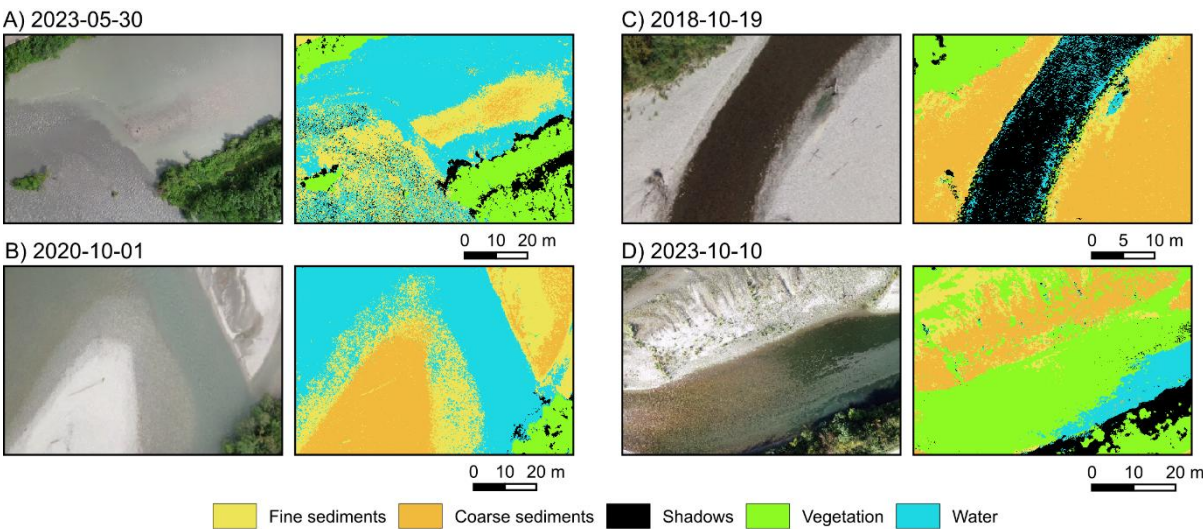 A) 2023-05-30
C) 2018-10-19
0 10 20 m
0 5 10 m
B) 2020-10-01
D) 2023-10-10
0 10 20 m
0 10 20 m
Fine sediments Coarse sediments Shadows Vegetation Water